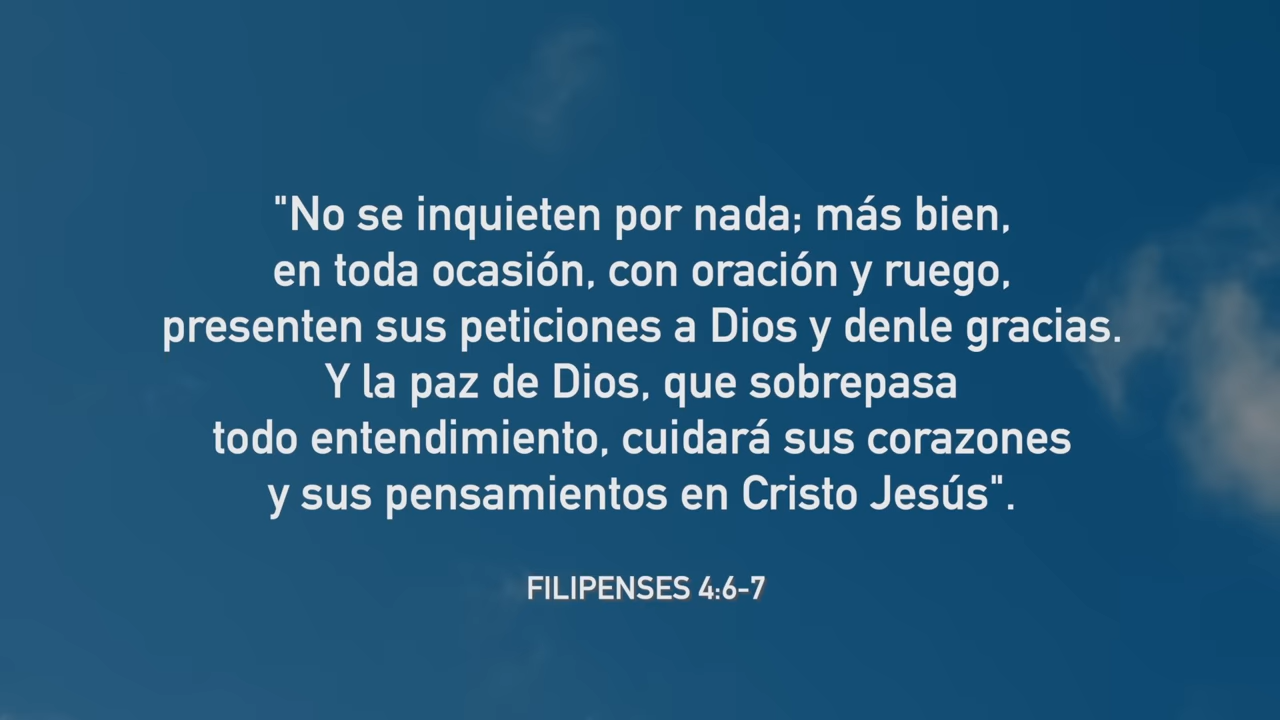 "No se inquieten por nada; más bien,
en toda ocasión, con oración y ruego,
presenten sus peticiones a Dios y denle gracias.
Y la paz de Dios, que sobrepasa
todo entendimiento, cuidará sus corazones
y sus pensamientos en Cristo Jesús".
FILIPENSES 4:6-7